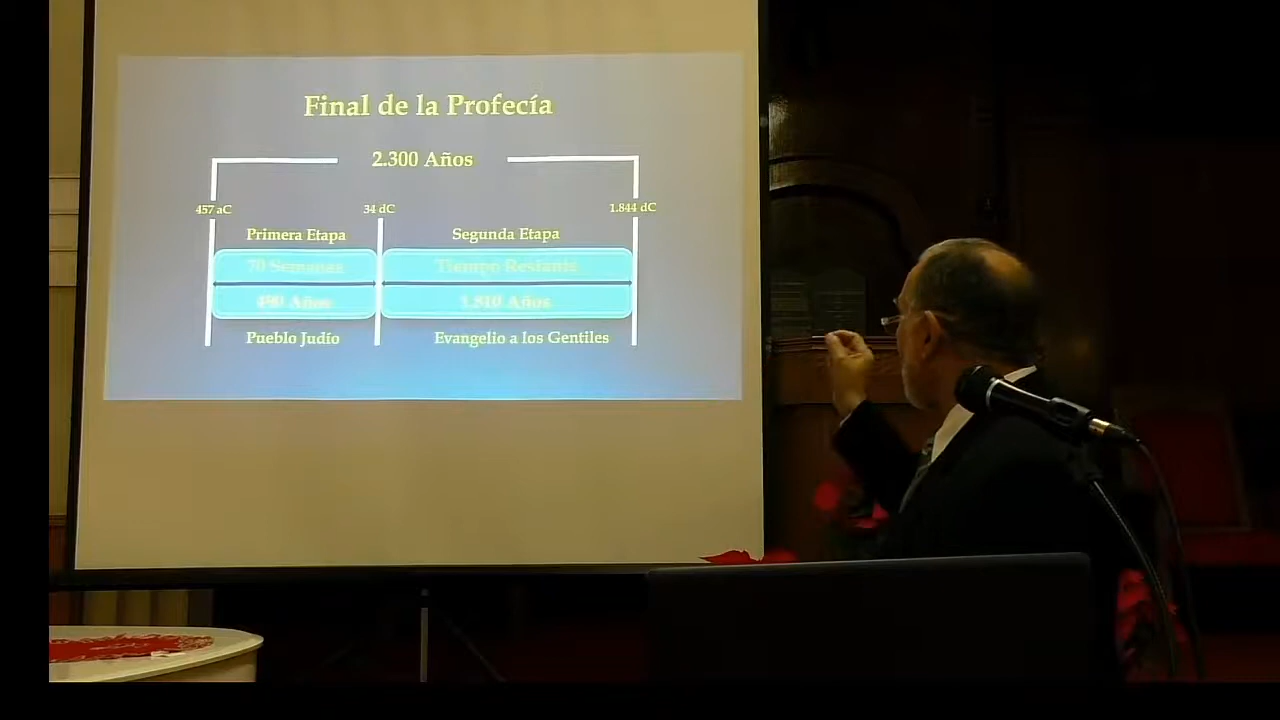 Final de la Profecía
2.300 Años
457 aC 34 dC 1.844 dC
Primera Etapa Segunda Etapa
70 Semanas Tiempo Restante
490 Años 1.810 Años
Pueblo Judío Evangelio a los Gentiles